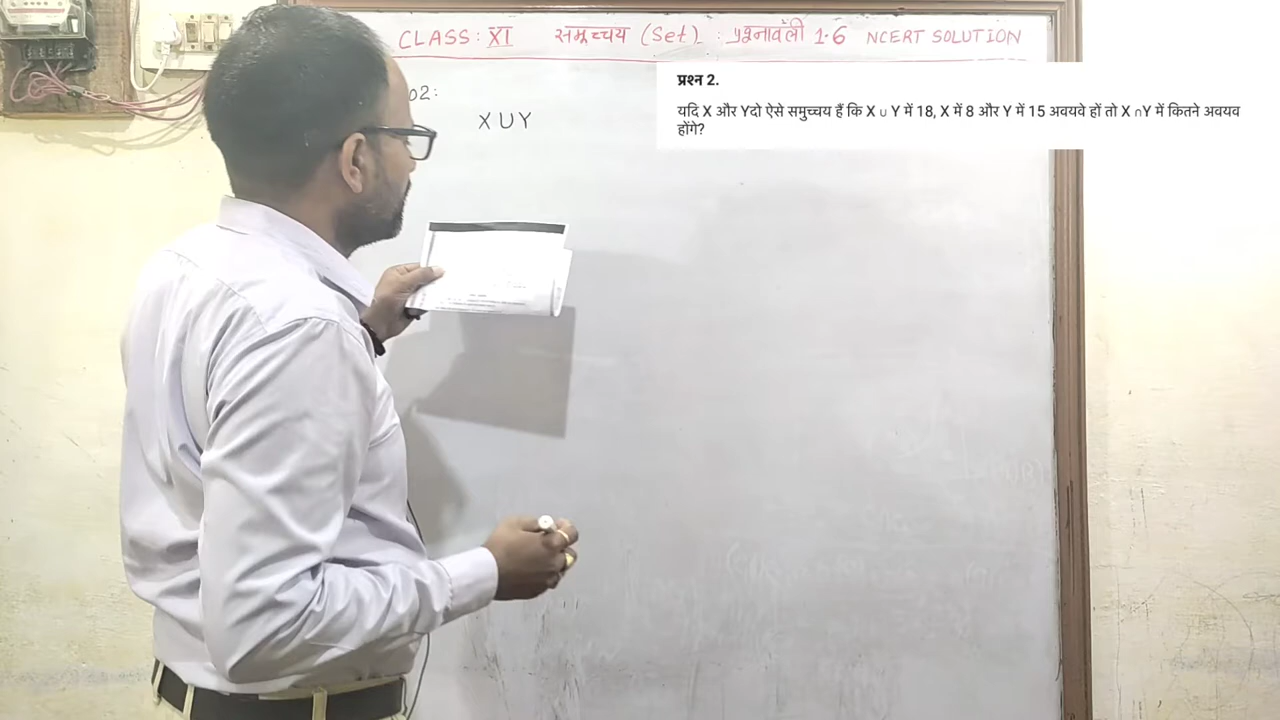 CLASS: XI समूच्चय (Set) : प्रश्नावली 1.6 NCERT SOLUTION
02:
X U Y
प्रश्न 2.
यदि X और Yदो ऐसे समुच्चय हैं कि X ∪ Y में 18, X में 8 और Y में 15 अवयवे हों तो X ∩Y में कितने अवयव
होंगे?